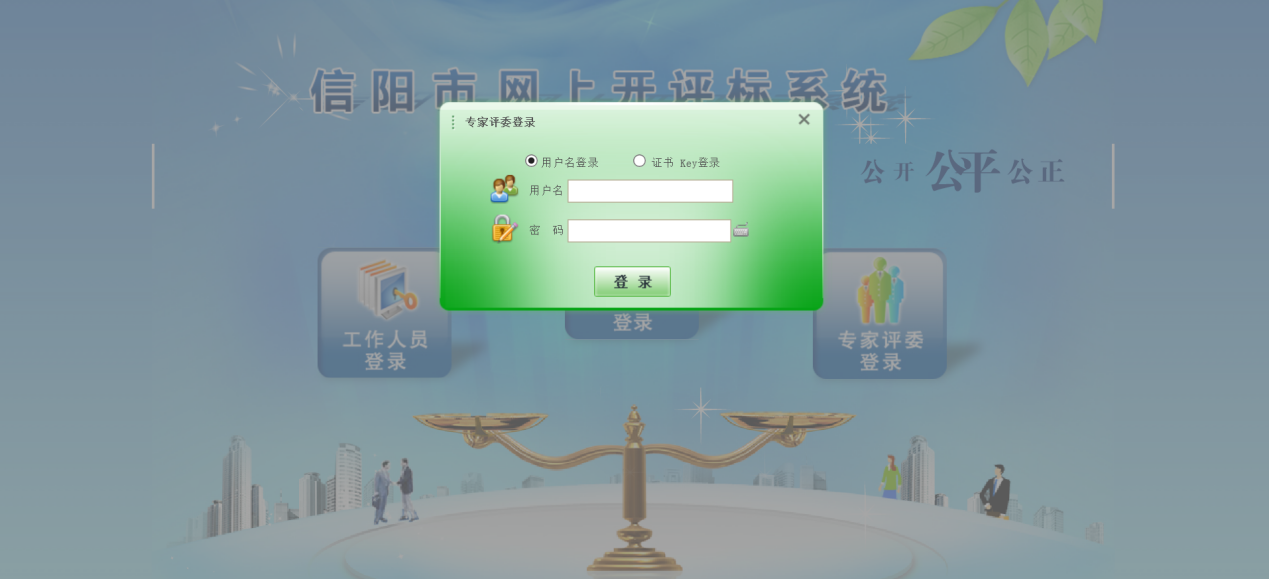 信阳市网上开评标系统
专家评委登录
用户名登录 证书 Key登录
公开 公平 公正
用户名
密 码
登 录
登录
工作人员
登录
专家评委
登录